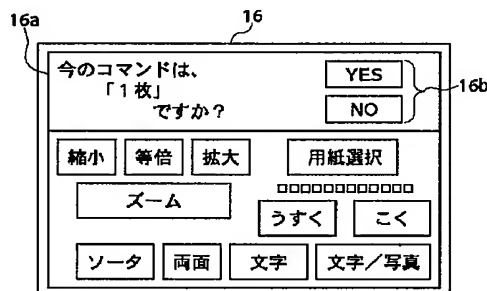 16
16a
今のコマンドは、
「1枚」
ですか?
YES
NO
16b
縮小 等倍 拡大 用紙選択
ズーム
うすく こく
ソータ 両面 文字 文字/写真